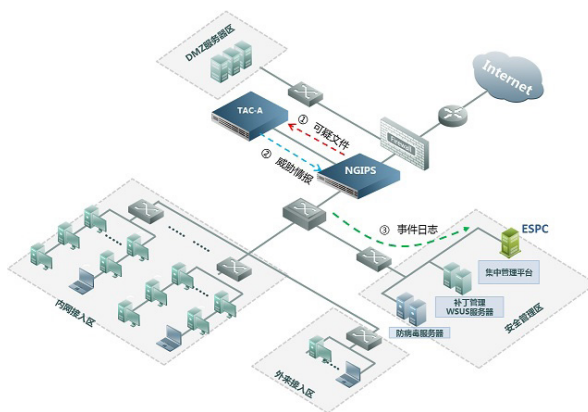 DMZ服务器区
Internet
TAC-A
① 可疑文件
Firewall
② 威胁情报
NGIPS
③ 事件日志
ESPC
集中管理平台
补丁管理
WSUS服务器
防病毒服务器
安全管理区
内网接入区
外来接入区